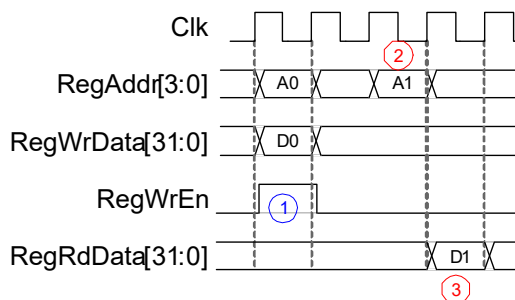 Clk
2
RegAddr[3:0] A0 A1
RegWrData[31:0] D0
RegWrEn 1
RegRdData[31:0] D1
3